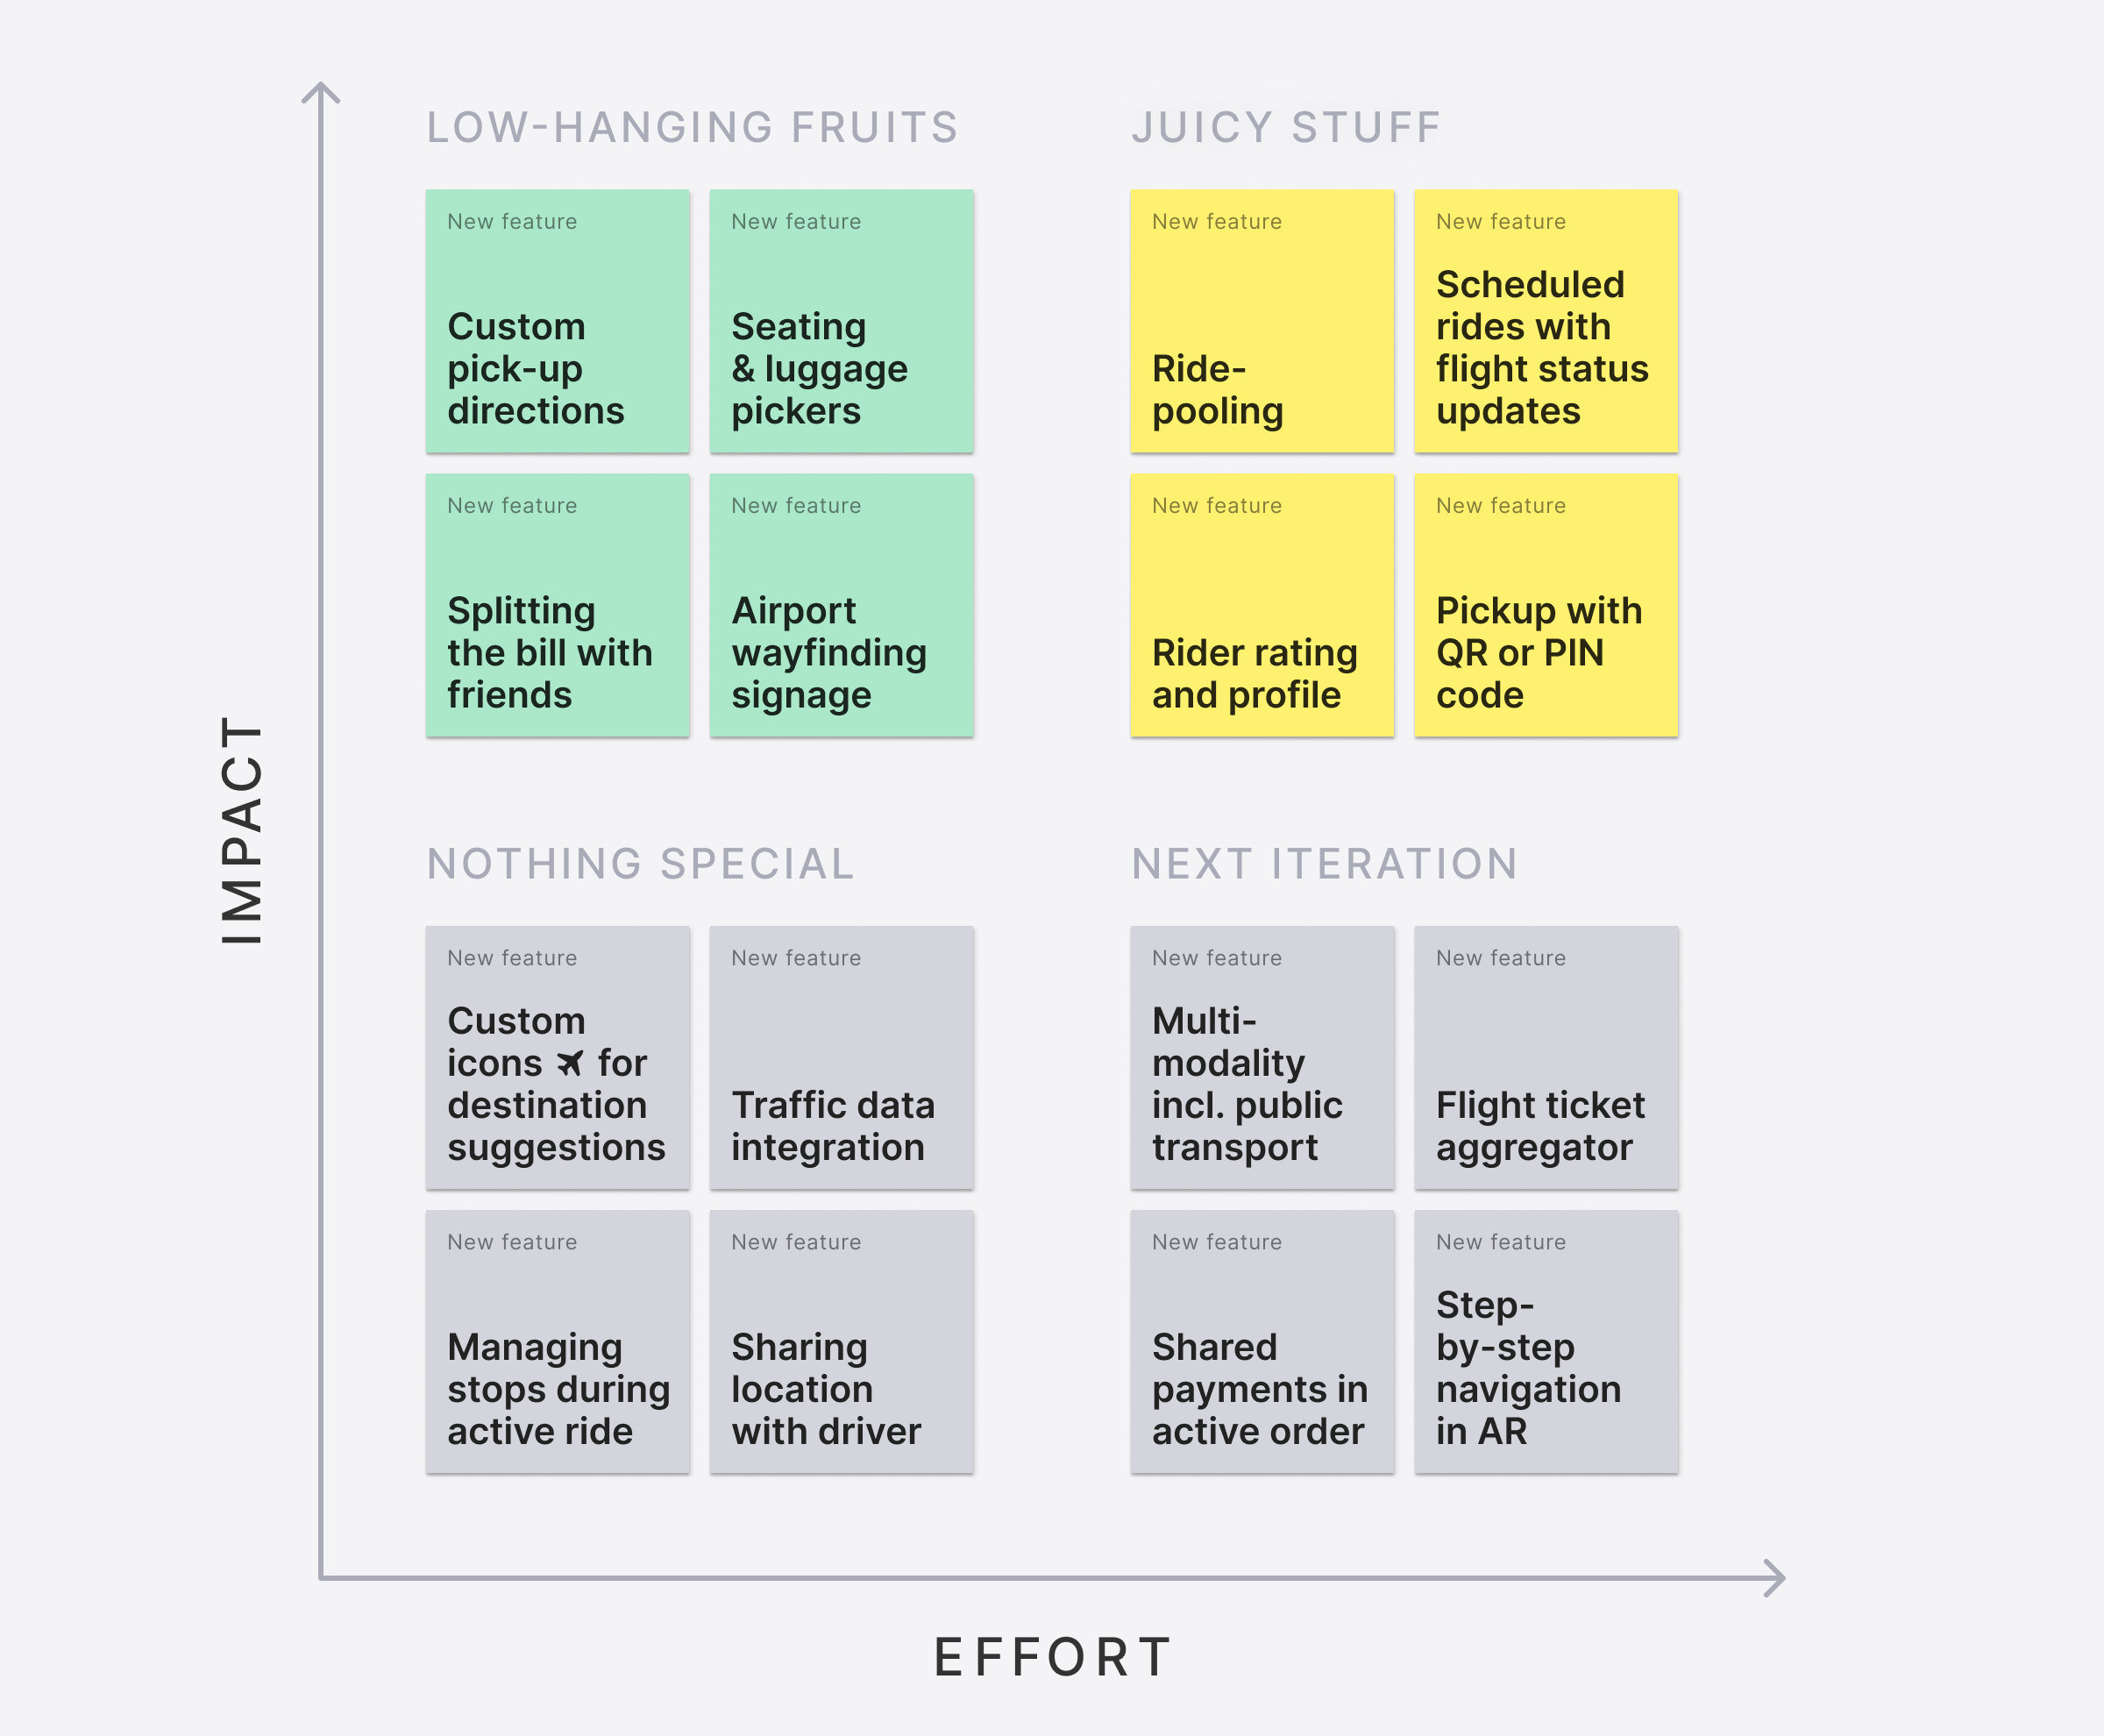 LOW-HANGING FRUITS
New feature
Custom
pick-up
directions
New feature
Seating
& luggage
pickers
New feature
Splitting
the bill with
friends
New feature
Airport
wayfinding
signage
JUICY STUFF
New feature
Ride-
pooling
New feature
Scheduled
rides with
flight status
updates
New feature
Rider rating
and profile
New feature
Pickup with
QR or PIN
code
IMPACT
NOTHING SPECIAL
New feature
Custom
icons ✈ for
destination
suggestions
New feature
Traffic data
integration
New feature
Managing
stops during
active ride
New feature
Sharing
location
with driver
NEXT ITERATION
New feature
Multi-
modality
incl. public
transport
New feature
Flight ticket
aggregator
New feature
Shared
payments in
active order
New feature
Step-
by-step
navigation
in AR
EFFORT